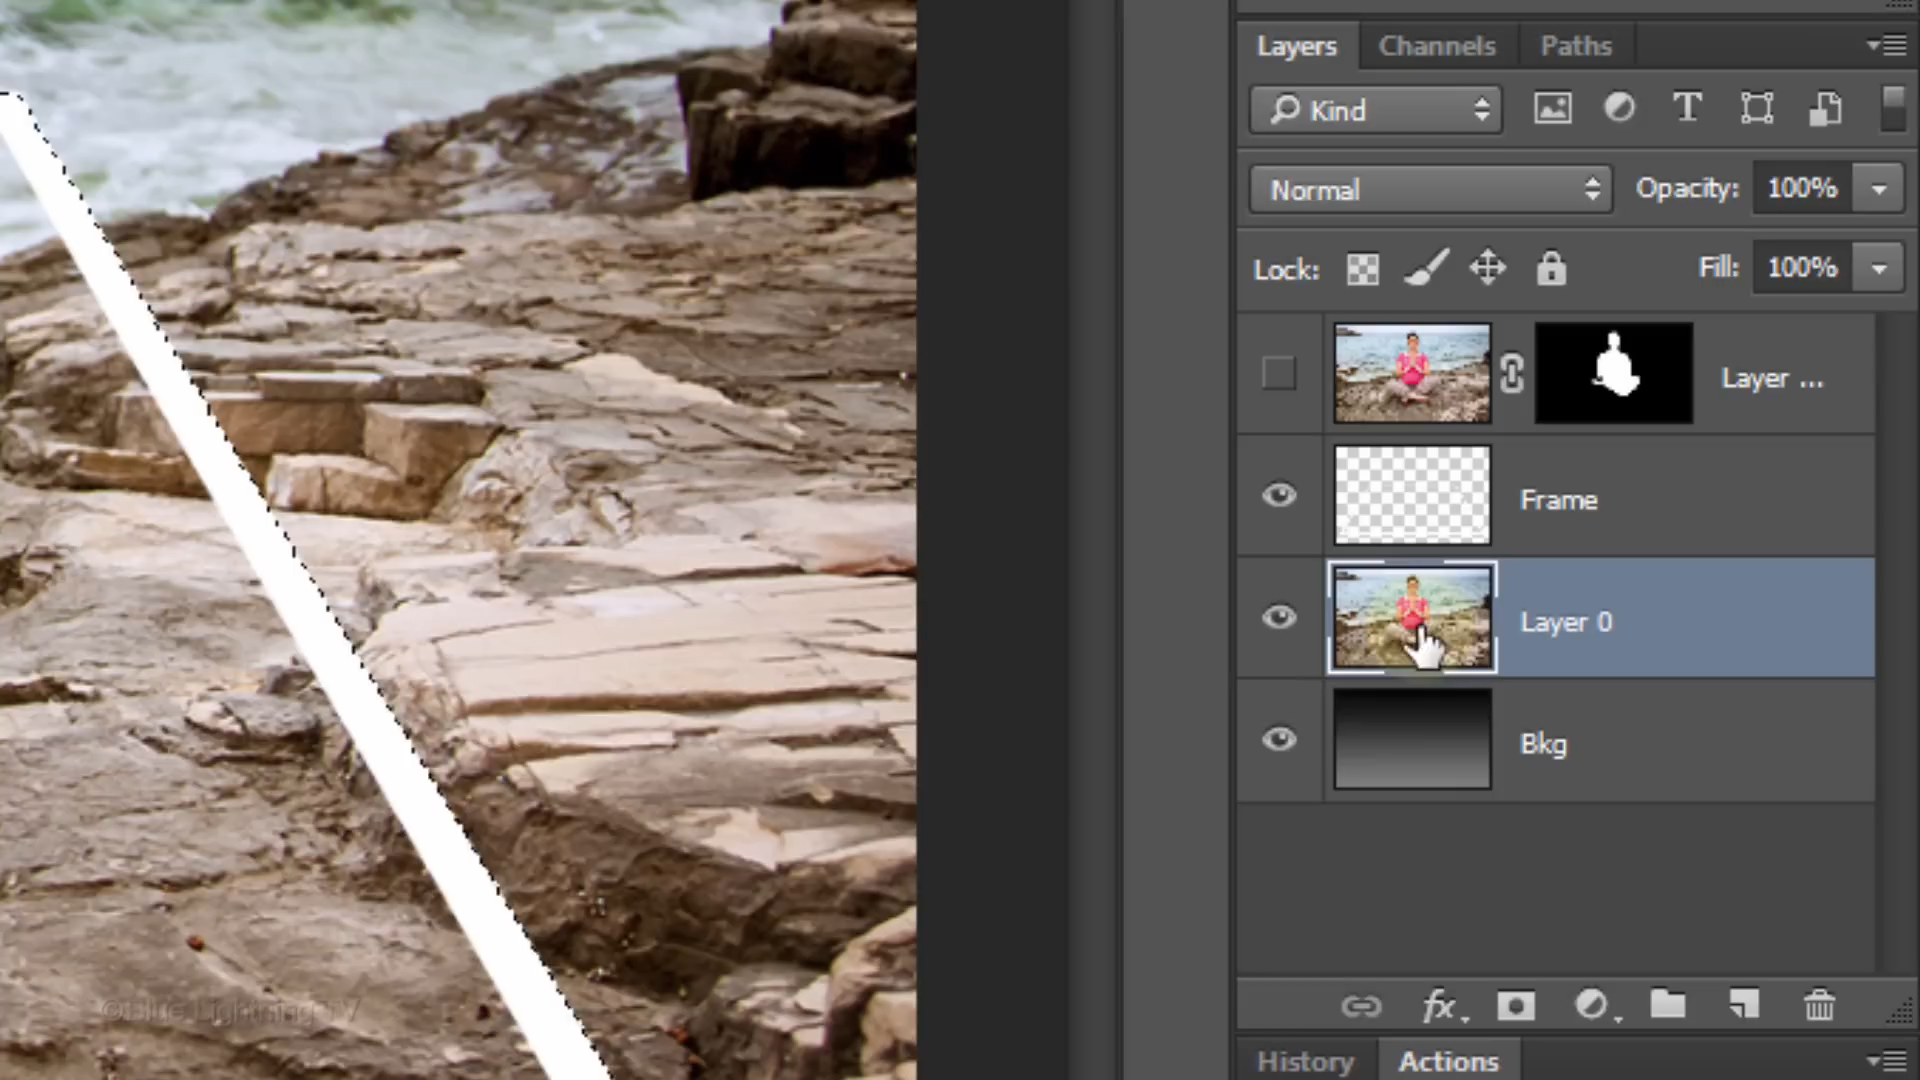 Layers Channels Paths
Kind
Normal Opacity: 100%
Lock: Fill: 100%
Layer ...
Frame
Layer 0
Bkg
fx
©Blue Lightning TV
History Actions